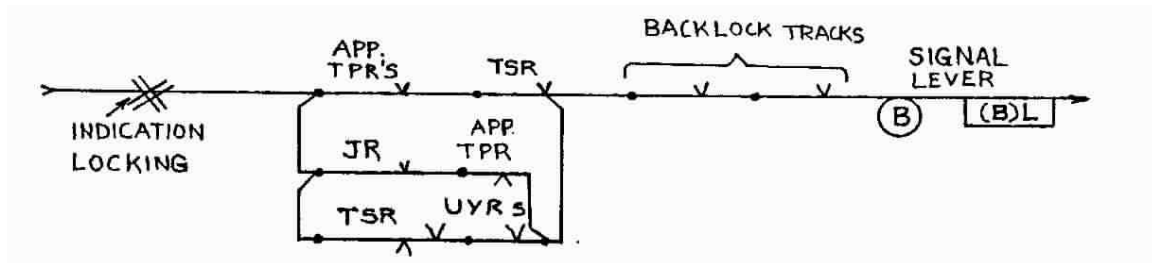 BACKLOCK TRACKS
APP.
TPR'S
TSR
SIGNAL
LEVER
INDICATION
LOCKING
B
(B)L
JR
APP.
TPR
TSR
UYR S